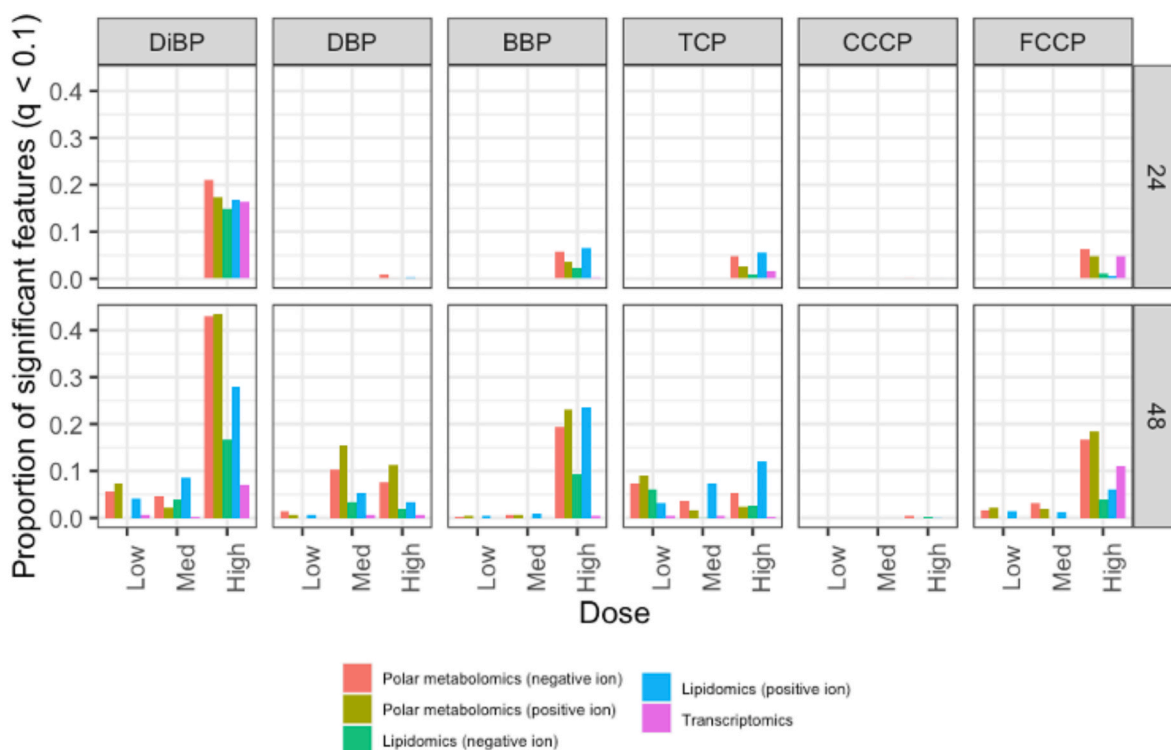 DiBP DBP BBP TCP CCCP FCCP
Proportion of significant features (q < 0.1)
0.4
0.3
0.2
0.1
0.0
24
0.4
0.3
0.2
0.1
0.0
48
Low Med High Low Med High Low Med High Low Med High Low Med High Low Med High
Dose
Polar metabolomics (negative ion)
Polar metabolomics (positive ion)
Lipidomics (negative ion)
Lipidomics (positive ion)
Transcriptomics